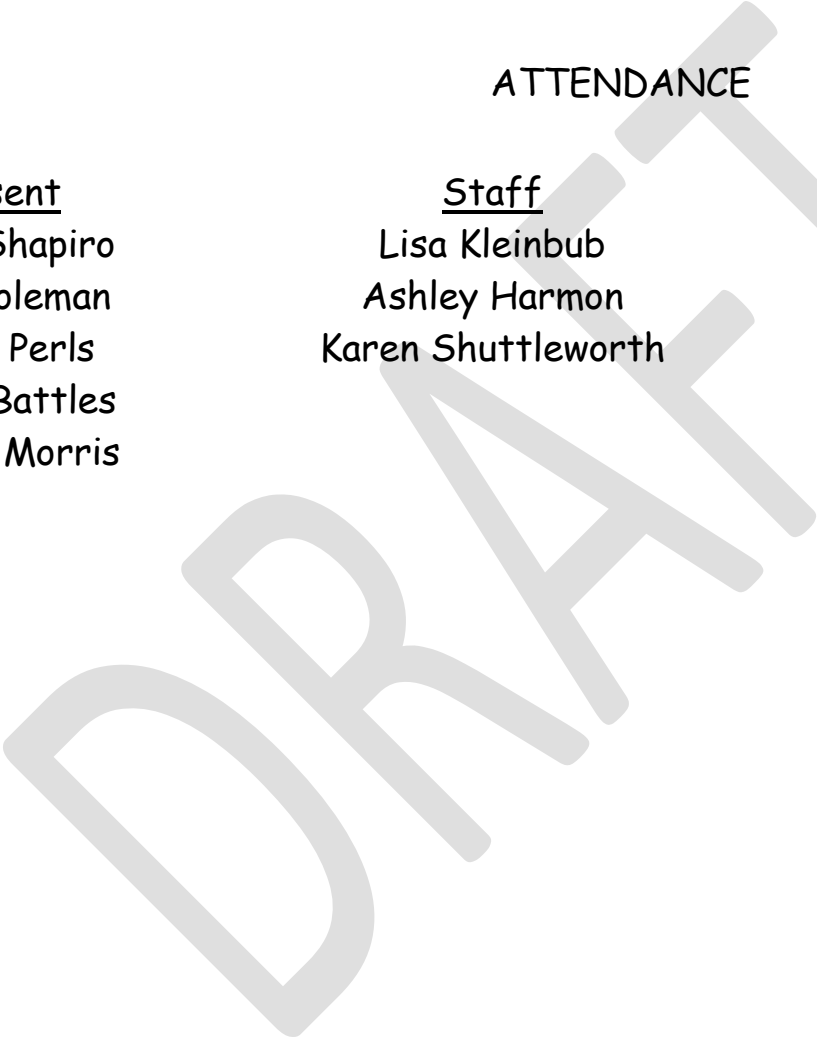 ATTENDANCE
sent Staff
Shapiro Lisa Kleinbub
oleman Ashley Harmon
Perls Karen Shuttleworth
Battles
Morris
DRAFT